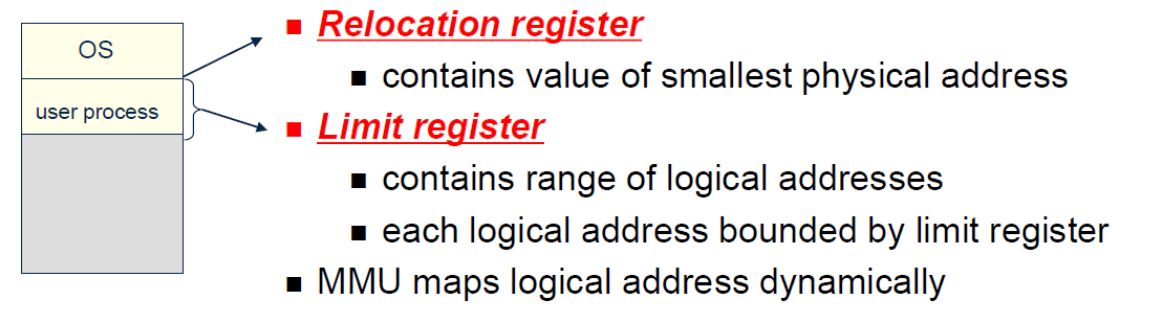 OS
user process
■ Relocation register
■ contains value of smallest physical address
■ Limit register
■ contains range of logical addresses
■ each logical address bounded by limit register
■ MMU maps logical address dynamically